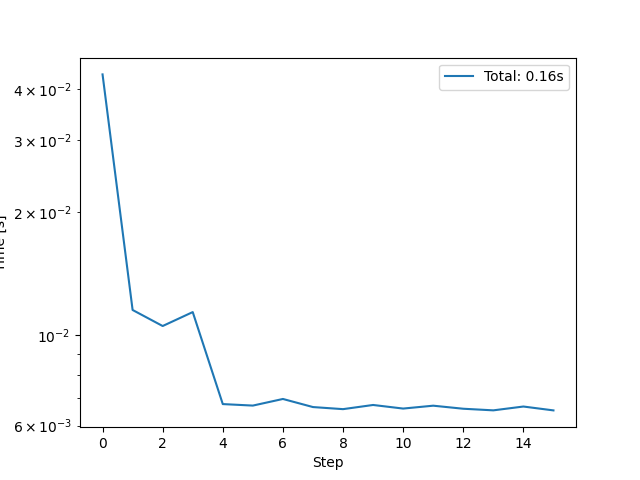 Total: 0.16s
4 × 10⁻²
3 × 10⁻²
2 × 10⁻²
10⁻²
6 × 10⁻³
[s]
0 2 4 6 8 10 12 14
Step